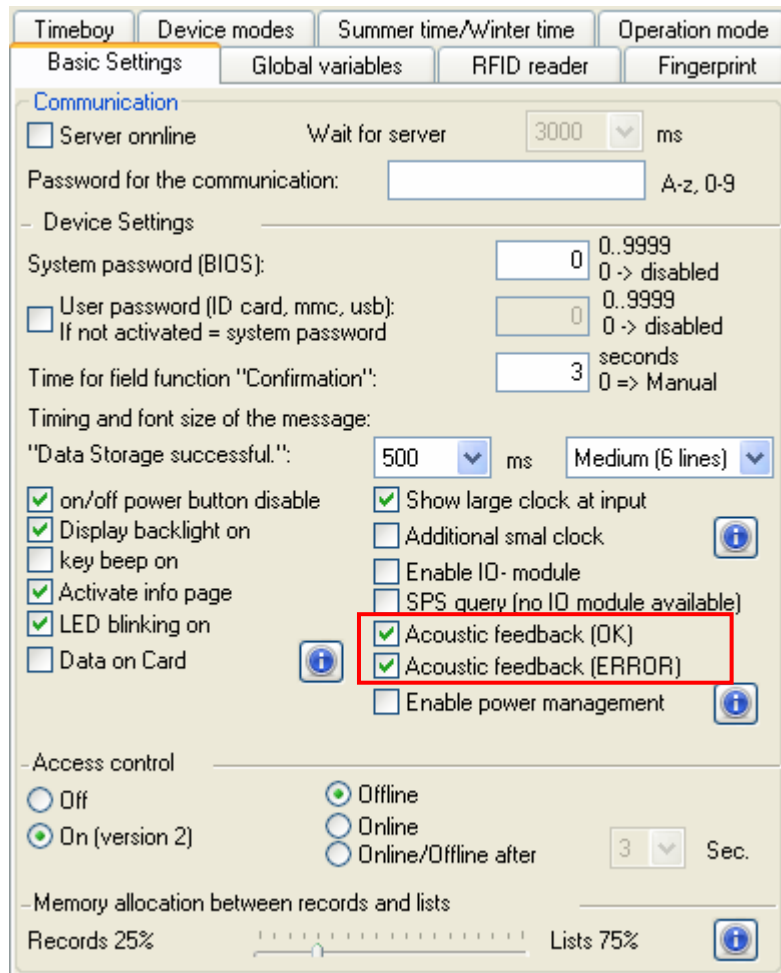 Timeboy Device modes Summer time/Winter time Operation mode
Basic Settings Global variables RFID reader Fingerprint
Communication
Server onnline Wait for server 3000 ms
Password for the communication: A-z, 0-9
Device Settings
System password (BIOS): 0 0..9999
0 -> disabled
User password (ID card, mmc, usb): 0 0..9999
If not activated = system password 0 -> disabled
Time for field function "Confirmation": 3 seconds
0 => Manual
Timing and font size of the message:
"Data Storage successful.": 500 ms Medium (6 lines)
on/off power button disable Show large clock at input
Display backlight on Additional smal clock
key beep on Enable IO- module
Activate info page SPS query (no IO module available)
LED blinking on Acoustic feedback (OK)
Data on Card Acoustic feedback (ERROR)
Enable power management
Access control
Off Offline
On (version 2) Online
Online/Offline after 3 Sec.
Memory allocation between records and lists
Records 25% Lists 75%